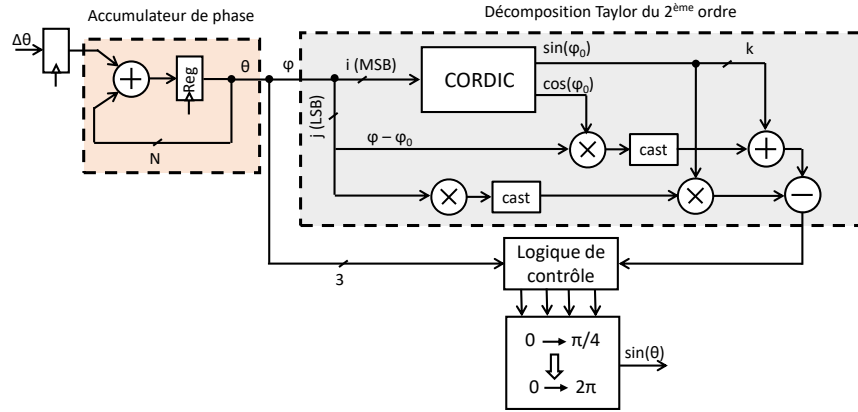 Accumulateur de phase
Décomposition Taylor du 2ème ordre
Δθ
+
Reg
θ
φ
N
i (MSB)
j (LSB)
CORDIC
sin(φ0)
cos(φ0)
k
φ – φ0
×
cast
+
×
cast
×
−
3
Logique de
contrôle
0 → π/4
0 → 2π
sin(θ)